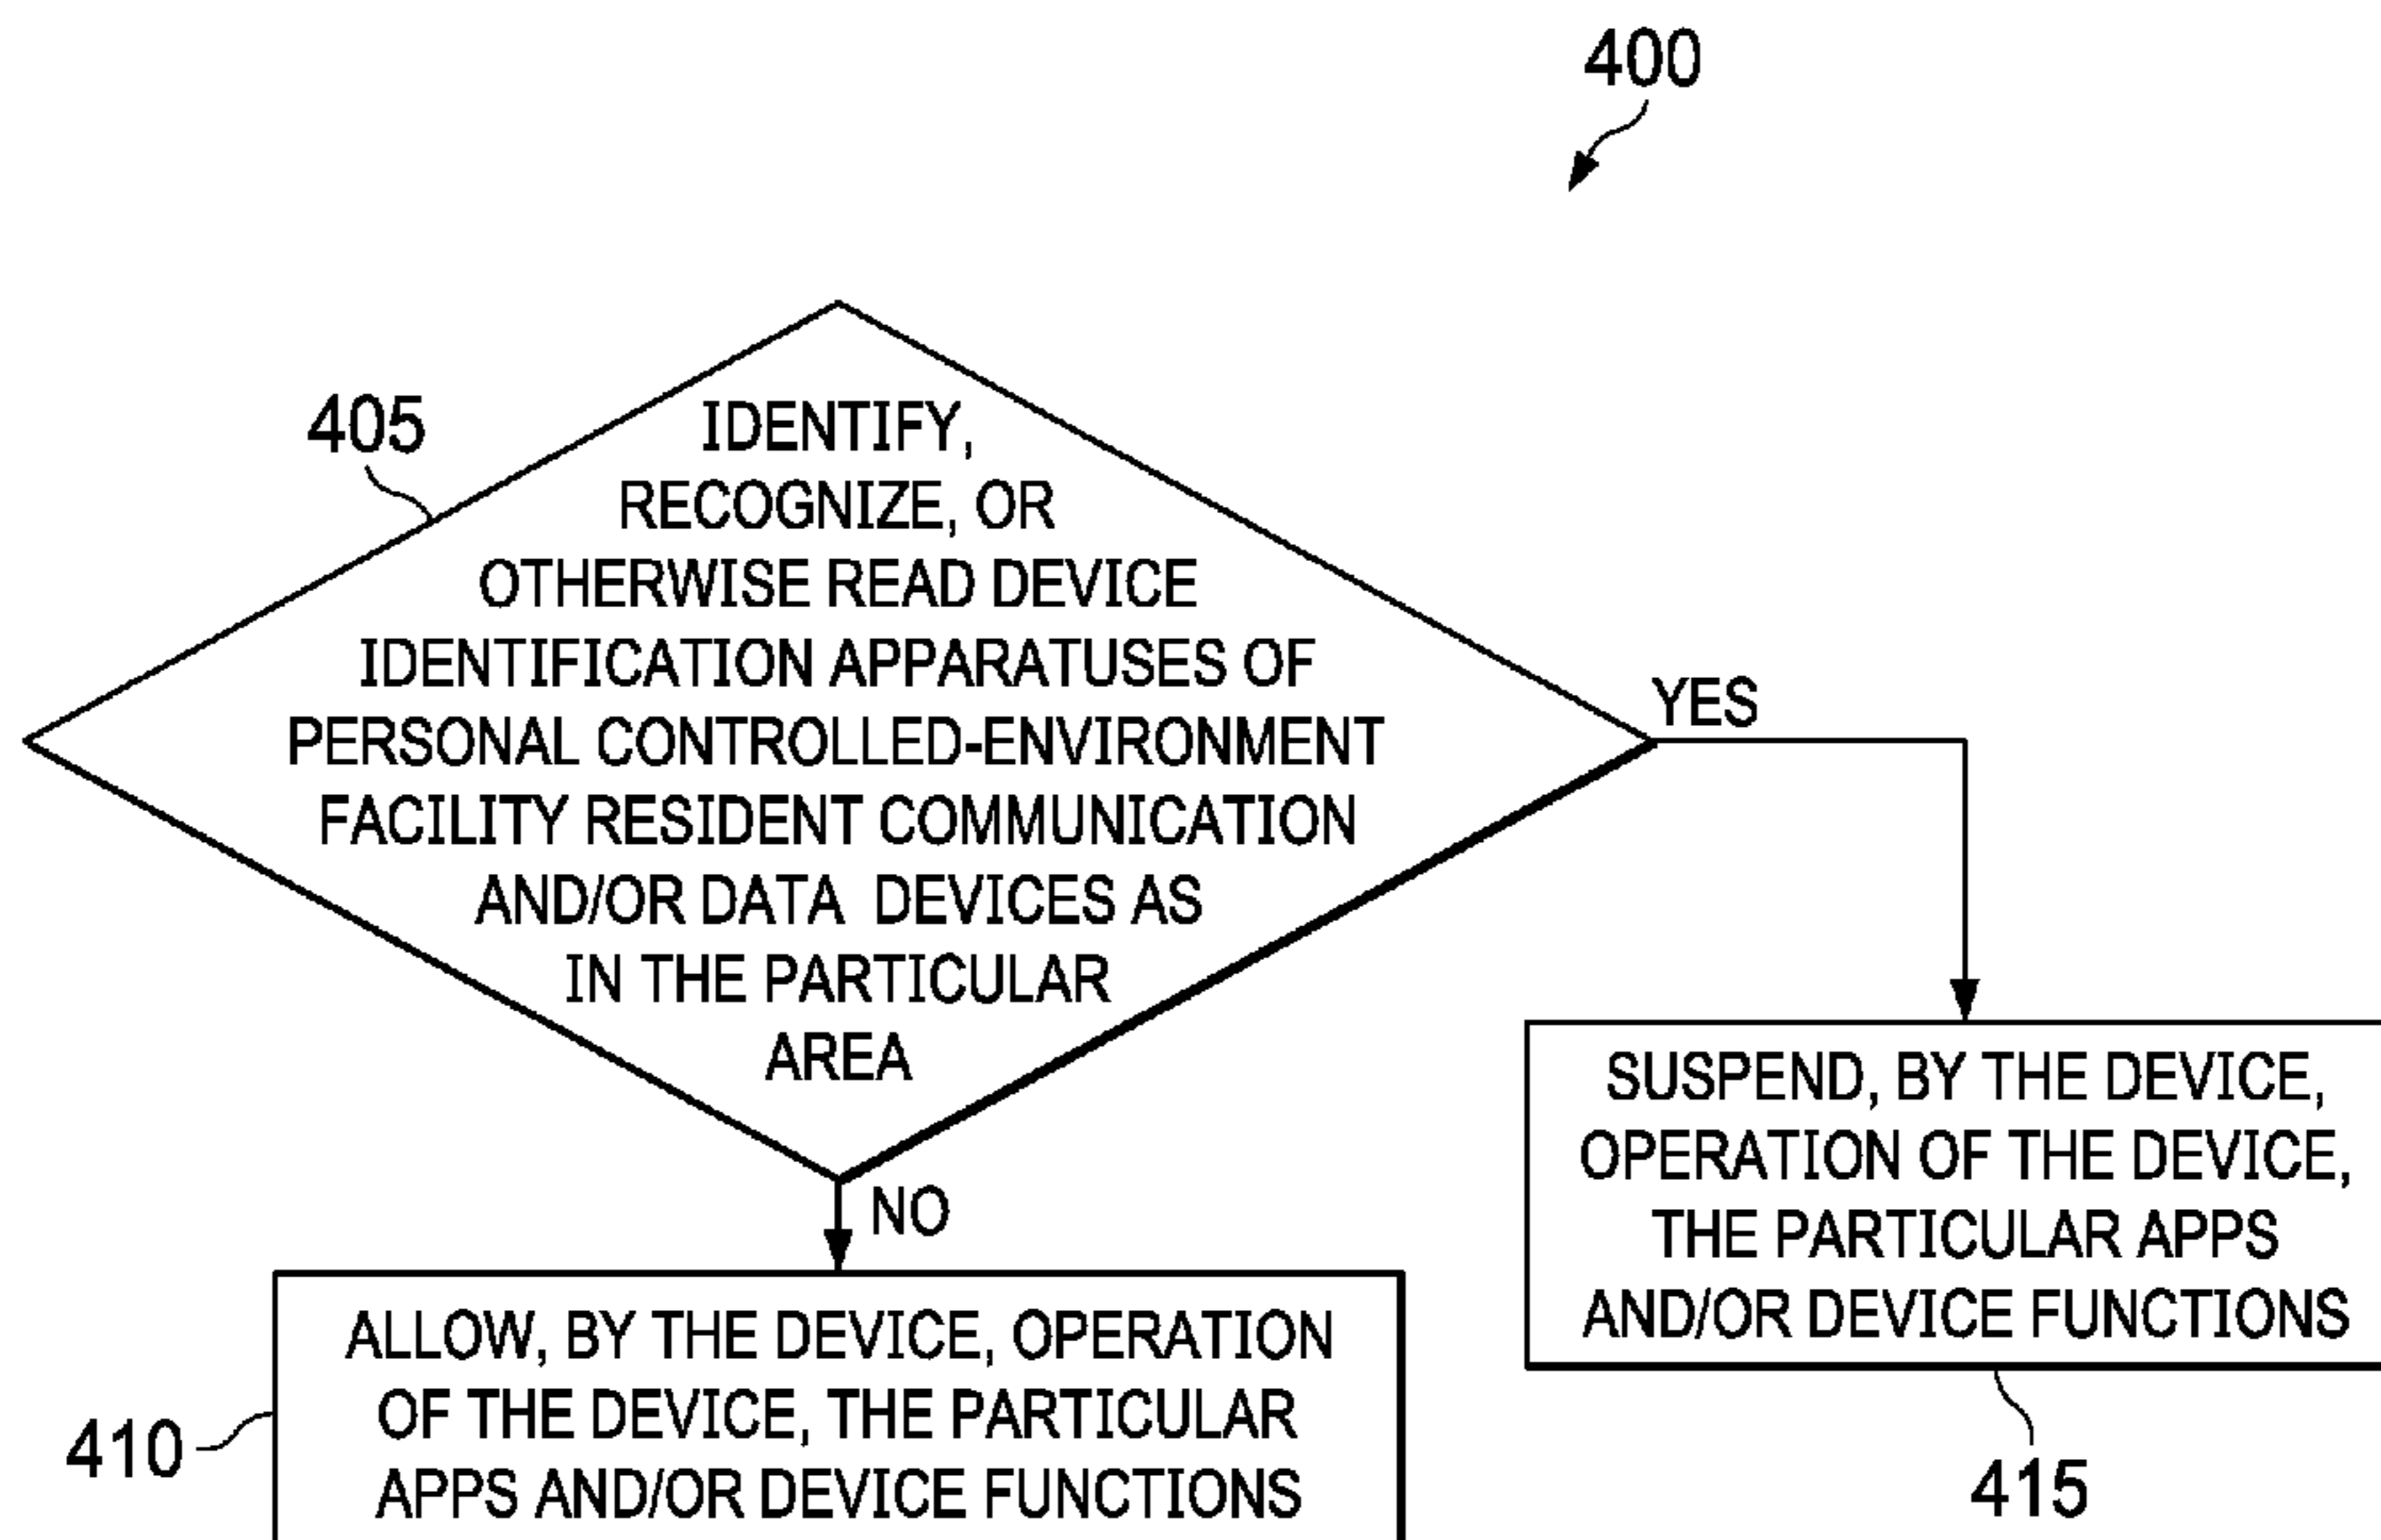 400
405
IDENTIFY,
RECOGNIZE, OR
OTHERWISE READ DEVICE
IDENTIFICATION APPARATUSES OF
PERSONAL CONTROLLED-ENVIRONMENT
FACILITY RESIDENT COMMUNICATION
AND/OR DATA DEVICES AS
IN THE PARTICULAR
AREA
YES
NO
SUSPEND, BY THE DEVICE,
OPERATION OF THE DEVICE,
THE PARTICULAR APPS
AND/OR DEVICE FUNCTIONS
415
ALLOW, BY THE DEVICE, OPERATION
OF THE DEVICE, THE PARTICULAR
APPS AND/OR DEVICE FUNCTIONS
410